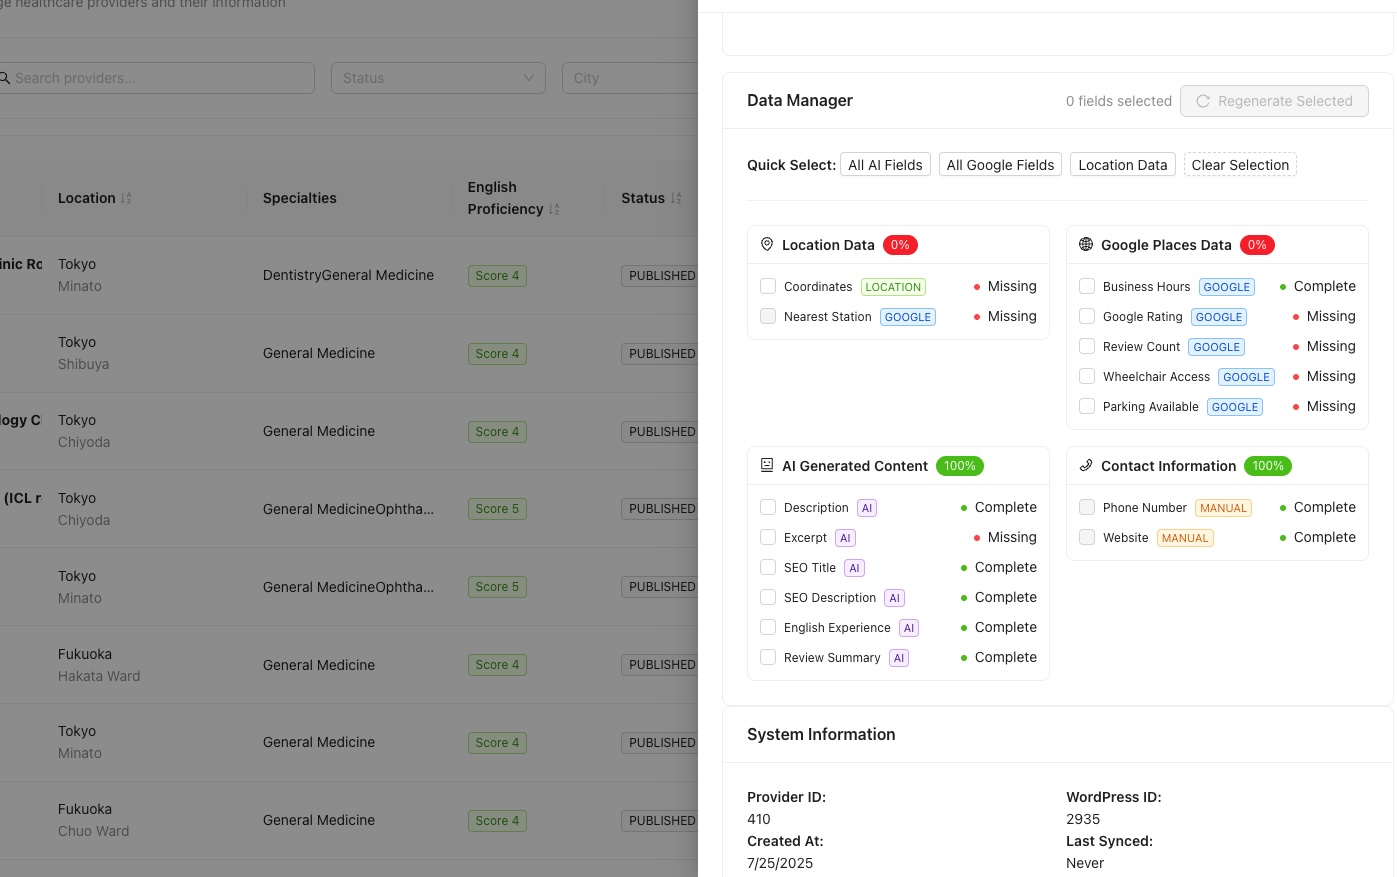 ge healthcare providers and their information
Search providers...
Status
City
Location
Specialties
English
Proficiency
Status
inic Ro
Tokyo
Minato
DentistryGeneral Medicine
Score 4
PUBLISHED
Tokyo
Shibuya
General Medicine
Score 4
PUBLISHED
logy C
Tokyo
Chiyoda
General Medicine
Score 4
PUBLISHED
(ICL r
Tokyo
Chiyoda
General MedicineOphtha...
Score 5
PUBLISHED
Tokyo
Minato
General MedicineOphtha...
Score 5
PUBLISHED
Fukuoka
Hakata Ward
General Medicine
Score 4
PUBLISHED
Tokyo
Minato
General Medicine
Score 4
PUBLISHED
Fukuoka
Chuo Ward
General Medicine
Score 4
PUBLISHED
Data Manager
0 fields selected
Regenerate Selected
Quick Select: All AI Fields All Google Fields Location Data Clear Selection
Location Data 0%
Coordinates LOCATION Missing
Nearest Station GOOGLE Missing
Google Places Data 0%
Business Hours GOOGLE Complete
Google Rating GOOGLE Missing
Review Count GOOGLE Missing
Wheelchair Access GOOGLE Missing
Parking Available GOOGLE Missing
AI Generated Content 100%
Description AI Complete
Excerpt AI Missing
SEO Title AI Complete
SEO Description AI Complete
English Experience AI Complete
Review Summary AI Complete
Contact Information 100%
Phone Number MANUAL Complete
Website MANUAL Complete
System Information
Provider ID:
410
Created At:
7/25/2025
WordPress ID:
2935
Last Synced:
Never